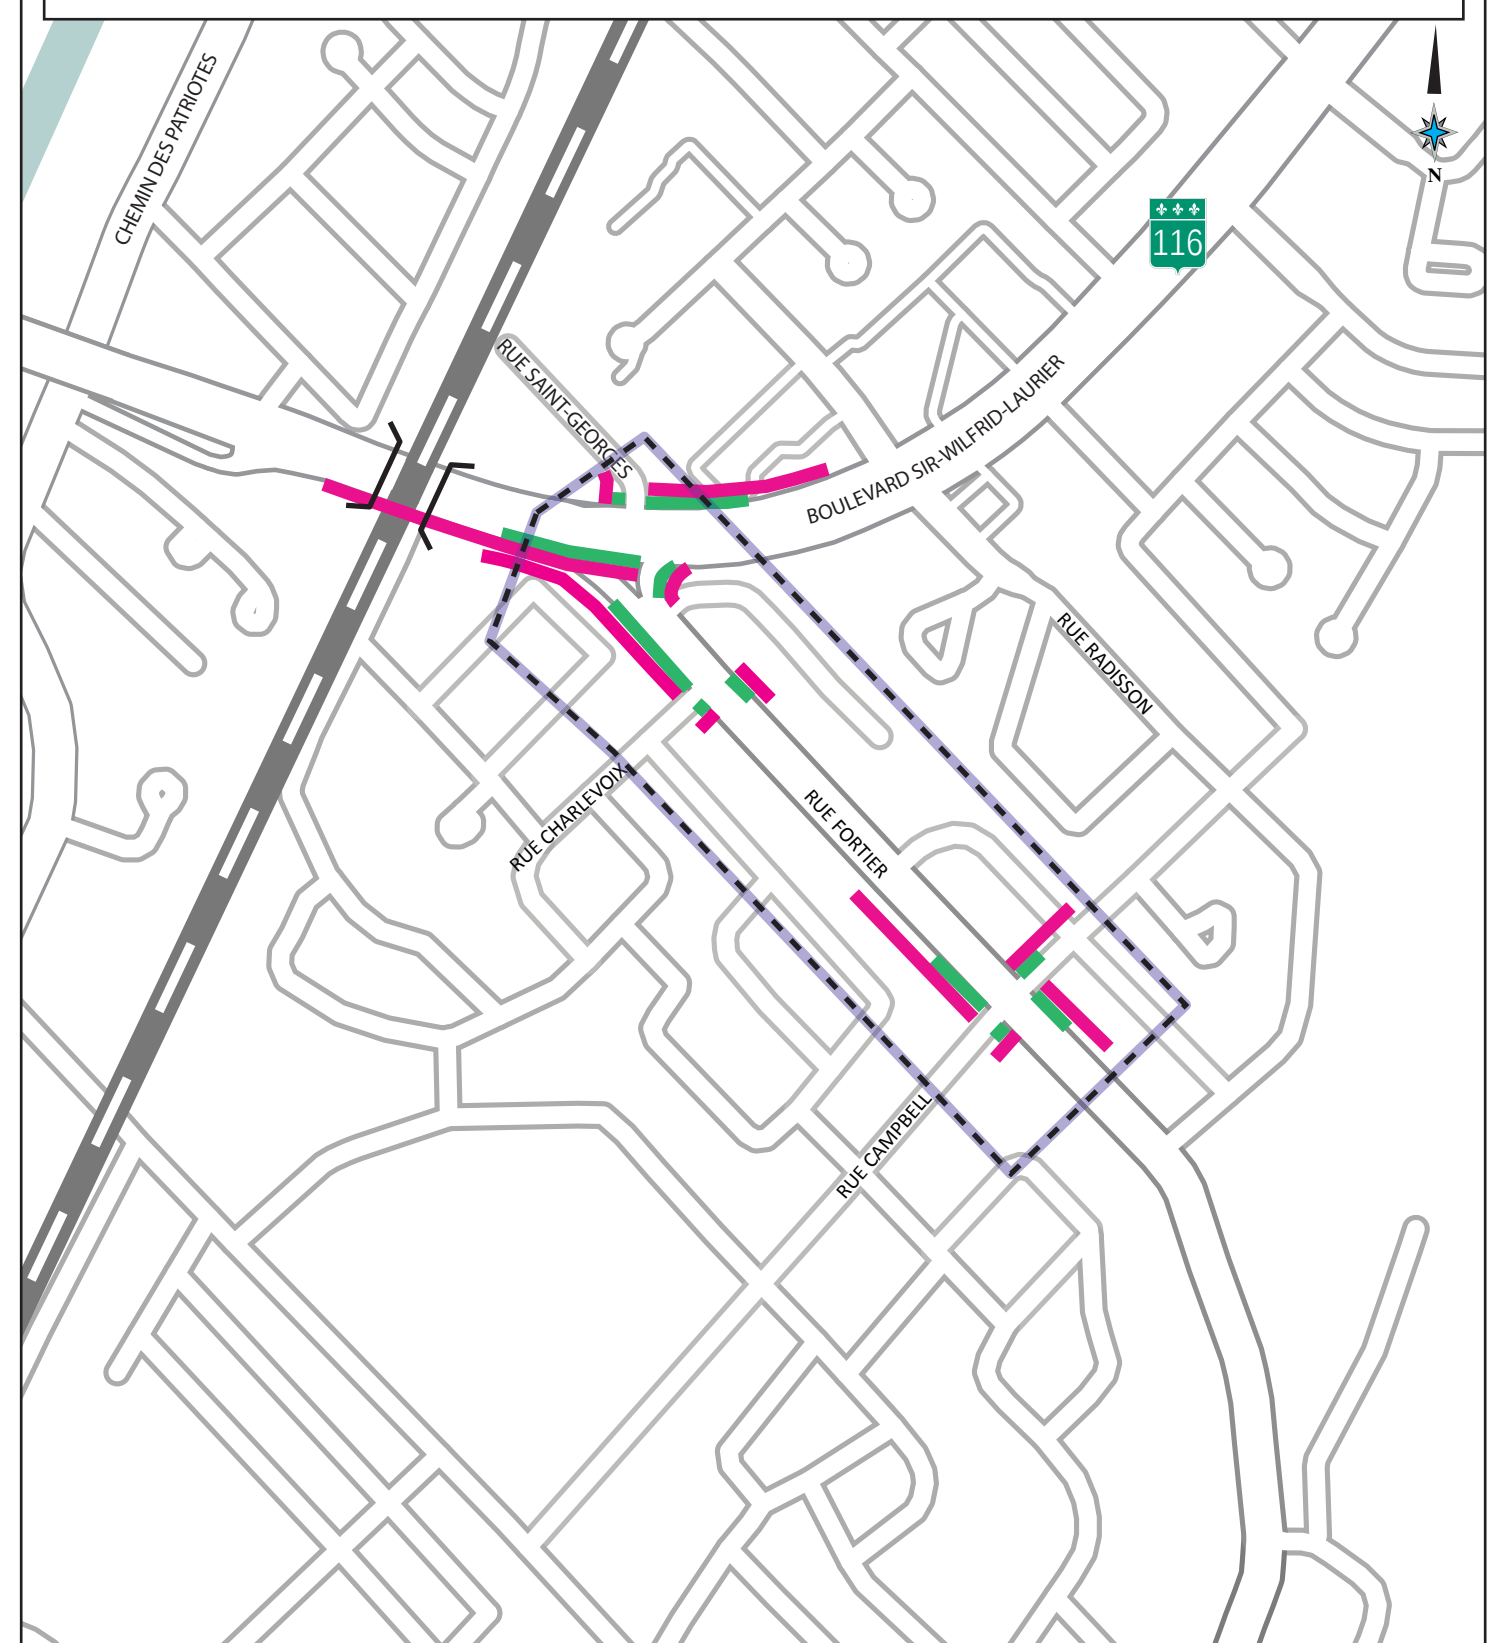 CHEMIN DES PATRIOTES
N
116
RUE SAINT-GEORGES
BOULEVARD SIR-WILFRID-LAURIER
RUE RADISSON
RUE CHARLEVOIX
RUE FORTIER
RUE CAMPBELL